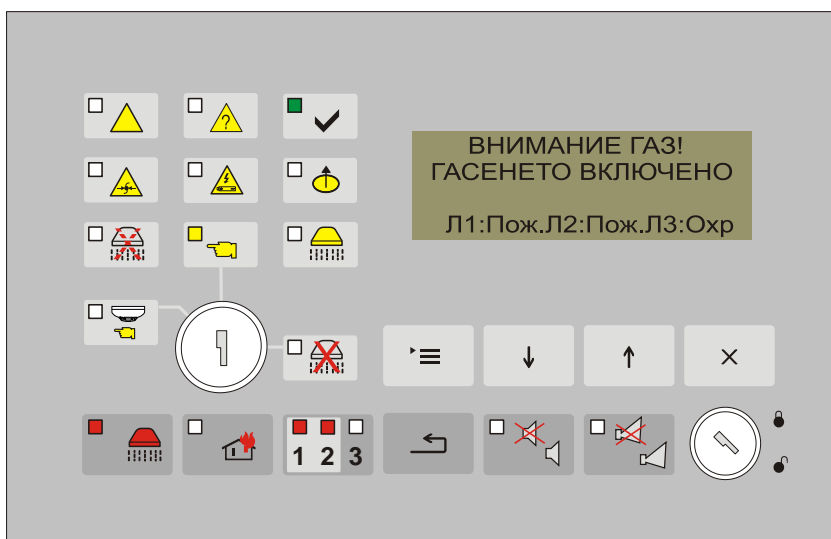 ?
ВНИМАНИЕ ГАЗ!
ГАСЕНЕТО ВКЛЮЧЕНО
Л1:Пож.Л2:Пож.Л3:Охр
1 2 3